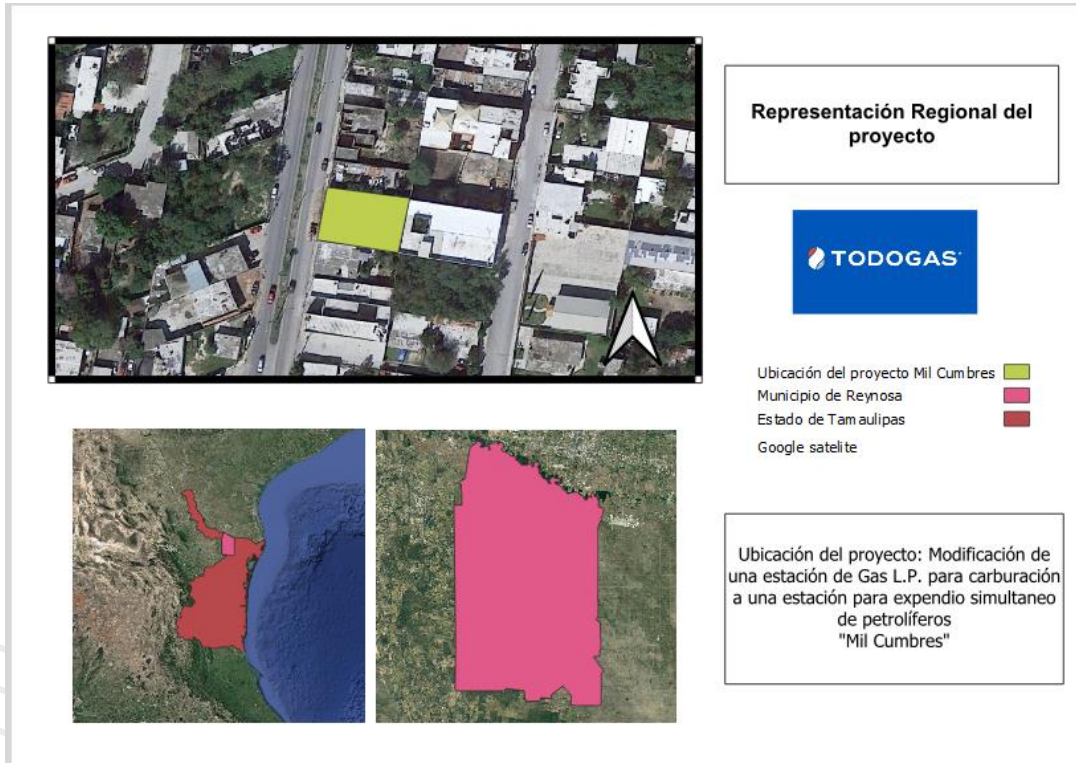 Representación Regional del
proyecto
TODOGAS
Ubicación del proyecto Mil Cumbres
Municipio de Reynosa
Estado de Tamaulipas
Google satelite
Ubicación del proyecto: Modificación de
una estación de Gas L.P. para carburación
a una estación para expendio simultaneo
de petrolíferos
"Mil Cumbres"